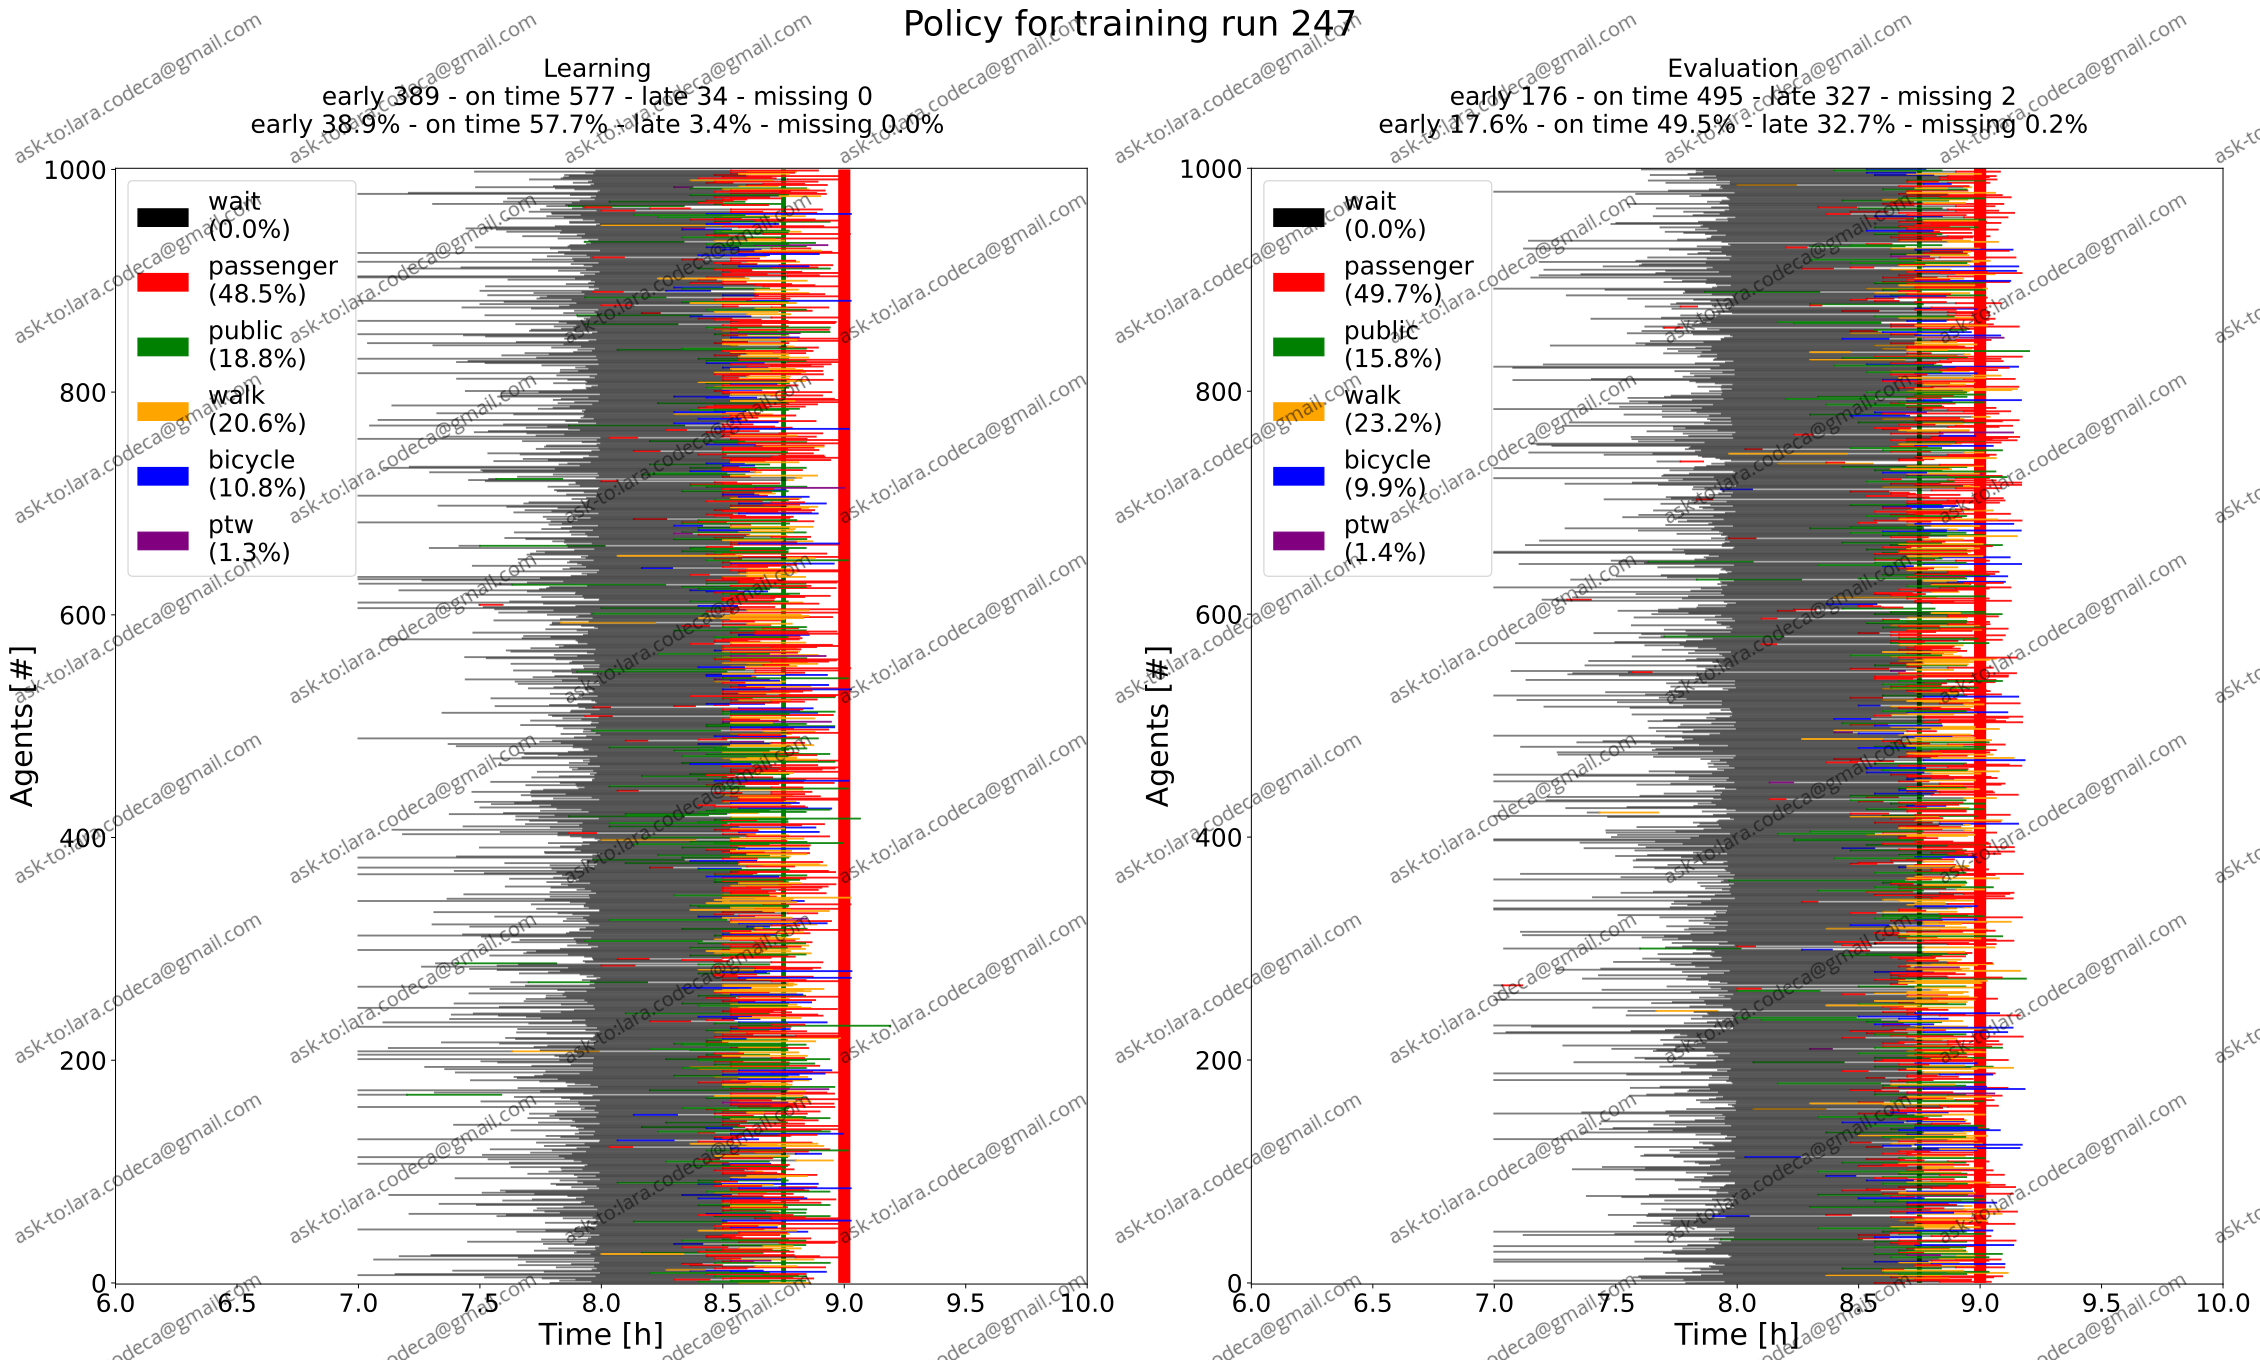 Policy for training run 247
Learning
early 389 - on time 577 - late 34 - missing 0
early 38.9% - on time 57.7% - late 3.4% - missing 0.0%
1000
800
600
400
200
0
Agents [#]
wait
(0.0%)
passenger
(48.5%)
public
(18.8%)
walk
(20.6%)
bicycle
(10.8%)
ptw
(1.3%)
6.0 6.5 7.0 7.5 8.0 8.5 9.0 9.5 10.0
Time [h]
Evaluation
early 176 - on time 495 - late 327 - missing 2
early 17.6% - on time 49.5% - late 32.7% - missing 0.2%
1000
800
600
400
200
0
Agents [#]
wait
(0.0%)
passenger
(49.7%)
public
(15.8%)
walk
(23.2%)
bicycle
(9.9%)
ptw
(1.4%)
6.0 6.5 7.0 7.5 8.0 8.5 9.0 9.5 10.0
Time [h]
ask-to:lara.codeca@gmail.com